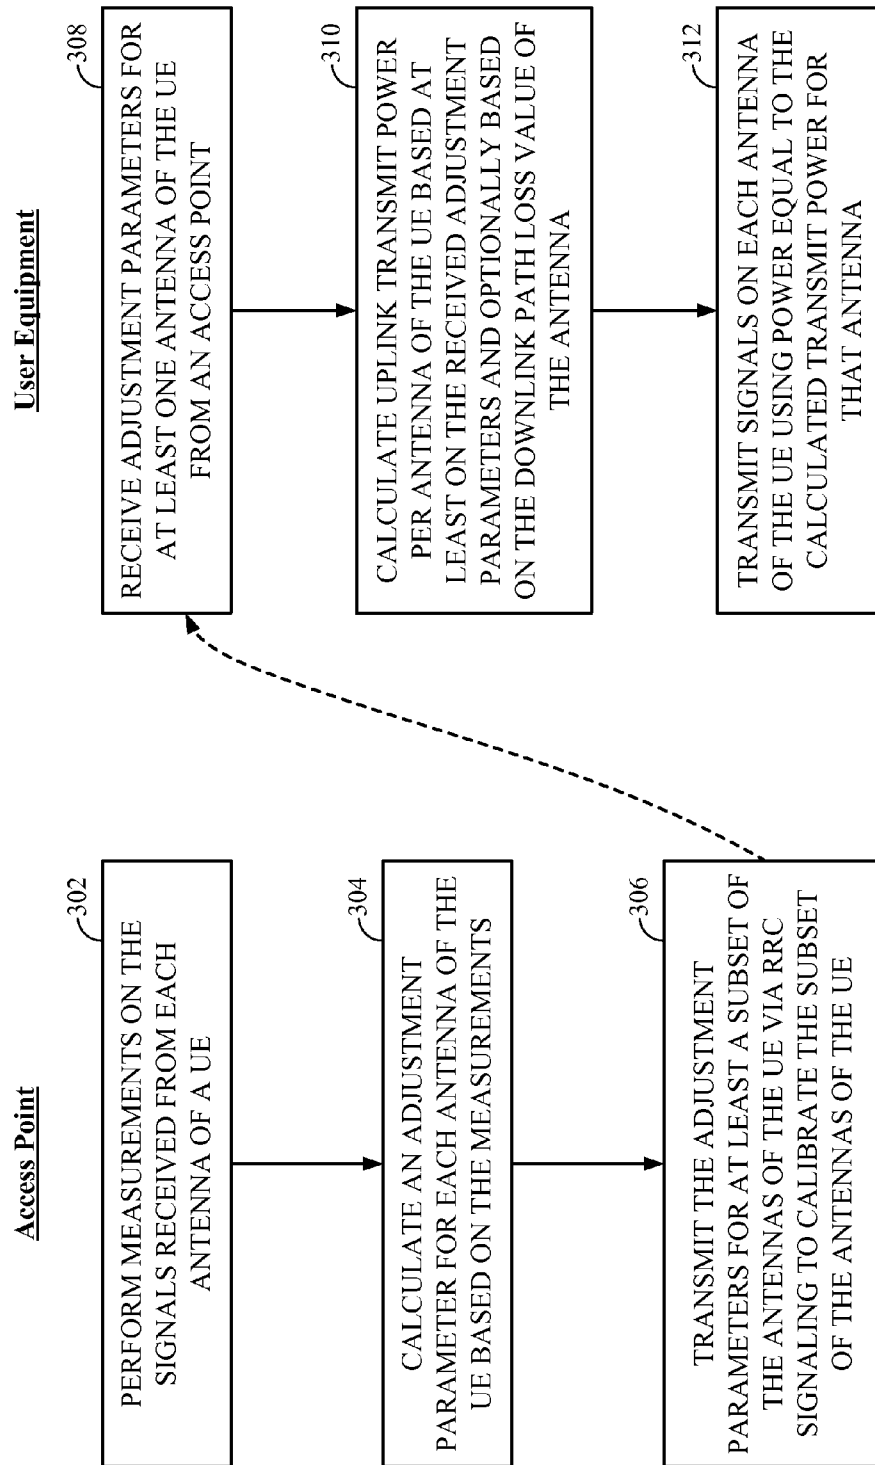 Access Point
302
PERFORM MEASUREMENTS ON THE
SIGNALS RECEIVED FROM EACH
ANTENNA OF A UE
304
CALCULATE AN ADJUSTMENT
PARAMETER FOR EACH ANTENNA OF THE
UE BASED ON THE MEASUREMENTS
306
TRANSMIT THE ADJUSTMENT
PARAMETERS FOR AT LEAST A SUBSET OF
THE ANTENNAS OF THE UE VIA RRC
SIGNALING TO CALIBRATE THE SUBSET
OF THE ANTENNAS OF THE UE
User Equipment
308
RECEIVE ADJUSTMENT PARAMETERS FOR
AT LEAST ONE ANTENNA OF THE UE
FROM AN ACCESS POINT
310
CALCULATE UPLINK TRANSMIT POWER
PER ANTENNA OF THE UE BASED AT
LEAST ON THE RECEIVED ADJUSTMENT
PARAMETERS AND OPTIONALLY BASED
ON THE DOWNLINK PATH LOSS VALUE OF
THE ANTENNA
312
TRANSMIT SIGNALS ON EACH ANTENNA
OF THE UE USING POWER EQUAL TO THE
CALCULATED TRANSMIT POWER FOR
THAT ANTENNA